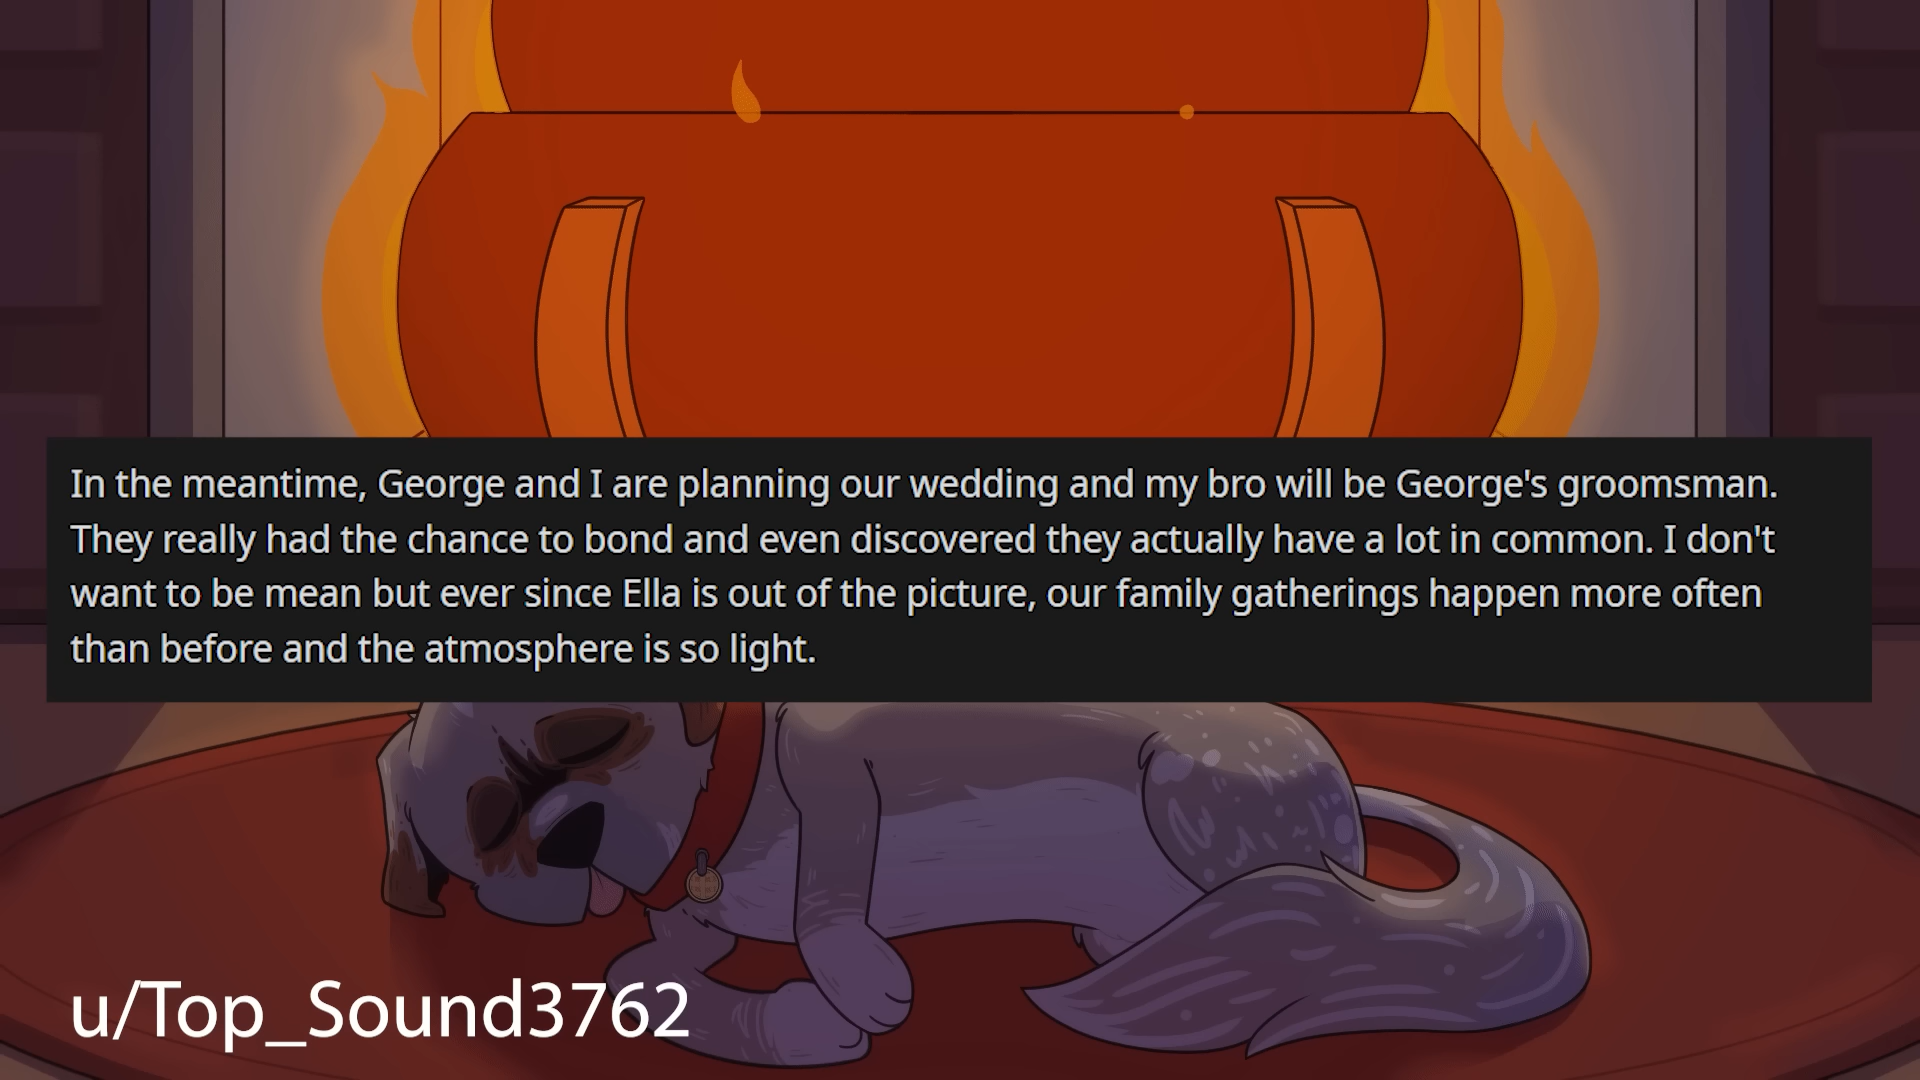 In the meantime, George and I are planning our wedding and my bro will be George's groomsman.
They really had the chance to bond and even discovered they actually have a lot in common. I don't
want to be mean but ever since Ella is out of the picture, our family gatherings happen more often
than before and the atmosphere is so light.
u/Top_Sound3762